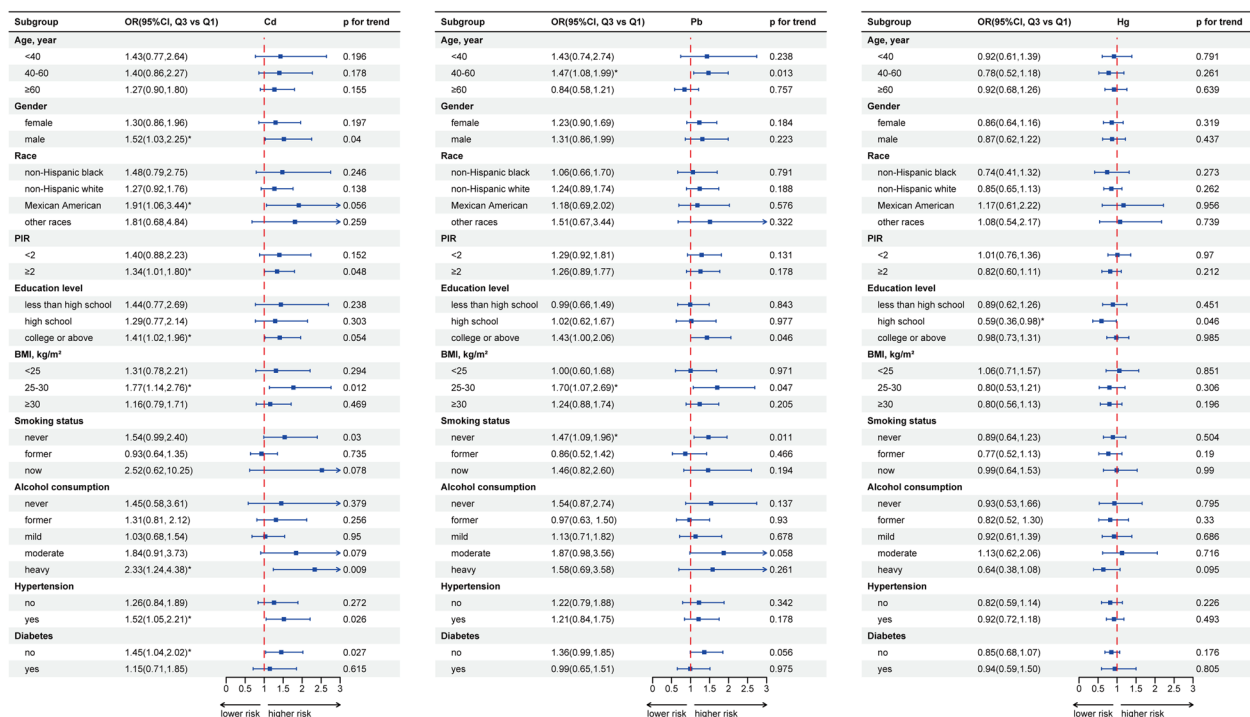 Subgroup OR(95%CI, Q3 vs Q1) Cd p for trend
Age, year
<40 1.43(0.77,2.64) 0.196
40-60 1.40(0.86,2.27) 0.178
≥60 1.27(0.90,1.80) 0.155
Gender
female 1.30(0.86,1.96) 0.197
male 1.52(1.03,2.25)* 0.04
Race
non-Hispanic black 1.48(0.79,2.75) 0.246
non-Hispanic white 1.27(0.92,1.76) 0.138
Mexican American 1.91(1.06,3.44)* 0.056
other races 1.81(0.68,4.84) 0.259
PIR
<2 1.40(0.88,2.23) 0.152
≥2 1.34(1.01,1.80)* 0.048
Education level
less than high school 1.44(0.77,2.69) 0.238
high school 1.29(0.77,2.14) 0.303
college or above 1.41(1.02,1.96)* 0.054
BMI, kg/m²
<25 1.31(0.78,2.21) 0.294
25-30 1.77(1.14,2.76)* 0.012
≥30 1.16(0.79,1.71) 0.469
Smoking status
never 1.54(0.99,2.40) 0.03
former 0.93(0.64,1.35) 0.735
now 2.52(0.62,10.25) 0.078
Alcohol consumption
never 1.45(0.58,3.61) 0.379
former 1.31(0.81, 2.12) 0.256
mild 1.03(0.68,1.54) 0.95
moderate 1.84(0.91,3.73) 0.079
heavy 2.33(1.24,4.38)* 0.009
Hypertension
no 1.26(0.84,1.89) 0.272
yes 1.52(1.05,2.21)* 0.026
Diabetes
no 1.45(1.04,2.02)* 0.027
yes 1.15(0.71,1.85) 0.615
0 0.5 1 1.5 2 2.5 3
lower risk higher risk
Subgroup OR(95%CI, Q3 vs Q1) Pb p for trend
Age, year
<40 1.43(0.74,2.74) 0.238
40-60 1.47(1.08,1.99)* 0.013
≥60 0.84(0.58,1.21) 0.757
Gender
female 1.23(0.90,1.69) 0.184
male 1.31(0.86,1.99) 0.223
Race
non-Hispanic black 1.06(0.66,1.70) 0.791
non-Hispanic white 1.24(0.89,1.74) 0.188
Mexican American 1.18(0.69,2.02) 0.576
other races 1.51(0.67,3.44) 0.322
PIR
<2 1.29(0.92,1.81) 0.131
≥2 1.26(0.89,1.77) 0.178
Education level
less than high school 0.99(0.66,1.49) 0.843
high school 1.02(0.62,1.67) 0.977
college or above 1.43(1.00,2.06) 0.046
BMI, kg/m²
<25 1.00(0.60,1.68) 0.971
25-30 1.70(1.07,2.69)* 0.047
≥30 1.24(0.88,1.74) 0.205
Smoking status
never 1.47(1.09,1.96)* 0.011
former 0.86(0.52,1.42) 0.466
now 1.46(0.82,2.60) 0.194
Alcohol consumption
never 1.54(0.87,2.74) 0.137
former 0.97(0.63, 1.50) 0.93
mild 1.13(0.71,1.82) 0.678
moderate 1.87(0.98,3.56) 0.058
heavy 1.58(0.69,3.58) 0.261
Hypertension
no 1.22(0.79,1.88) 0.342
yes 1.21(0.84,1.75) 0.178
Diabetes
no 1.36(0.99,1.85) 0.056
yes 0.99(0.65,1.51) 0.975
0 0.5 1 1.5 2 2.5 3
lower risk higher risk
Subgroup OR(95%CI, Q3 vs Q1) Hg p for trend
Age, year
<40 0.92(0.61,1.39) 0.791
40-60 0.78(0.52,1.18) 0.261
≥60 0.92(0.68,1.26) 0.639
Gender
female 0.86(0.64,1.16) 0.319
male 0.87(0.62,1.22) 0.437
Race
non-Hispanic black 0.74(0.41,1.32) 0.273
non-Hispanic white 0.85(0.65,1.13) 0.262
Mexican American 1.17(0.61,2.22) 0.956
other races 1.08(0.54,2.17) 0.739
PIR
<2 1.01(0.76,1.36) 0.97
≥2 0.82(0.60,1.11) 0.212
Education level
less than high school 0.89(0.62,1.26) 0.451
high school 0.59(0.36,0.98)* 0.046
college or above 0.98(0.73,1.31) 0.985
BMI, kg/m²
<25 1.06(0.71,1.57) 0.851
25-30 0.80(0.53,1.21) 0.306
≥30 0.80(0.56,1.13) 0.196
Smoking status
never 0.89(0.64,1.23) 0.504
former 0.77(0.52,1.13) 0.19
now 0.99(0.64,1.53) 0.99
Alcohol consumption
never 0.93(0.53,1.66) 0.795
former 0.82(0.52, 1.30) 0.33
mild 0.92(0.61,1.39) 0.686
moderate 1.13(0.62,2.06) 0.716
heavy 0.64(0.38,1.08) 0.095
Hypertension
no 0.82(0.59,1.14) 0.226
yes 0.92(0.72,1.18) 0.493
Diabetes
no 0.85(0.68,1.07) 0.176
yes 0.94(0.59,1.50) 0.805
0 0.5 1 1.5 2 2.5 3
lower risk higher risk